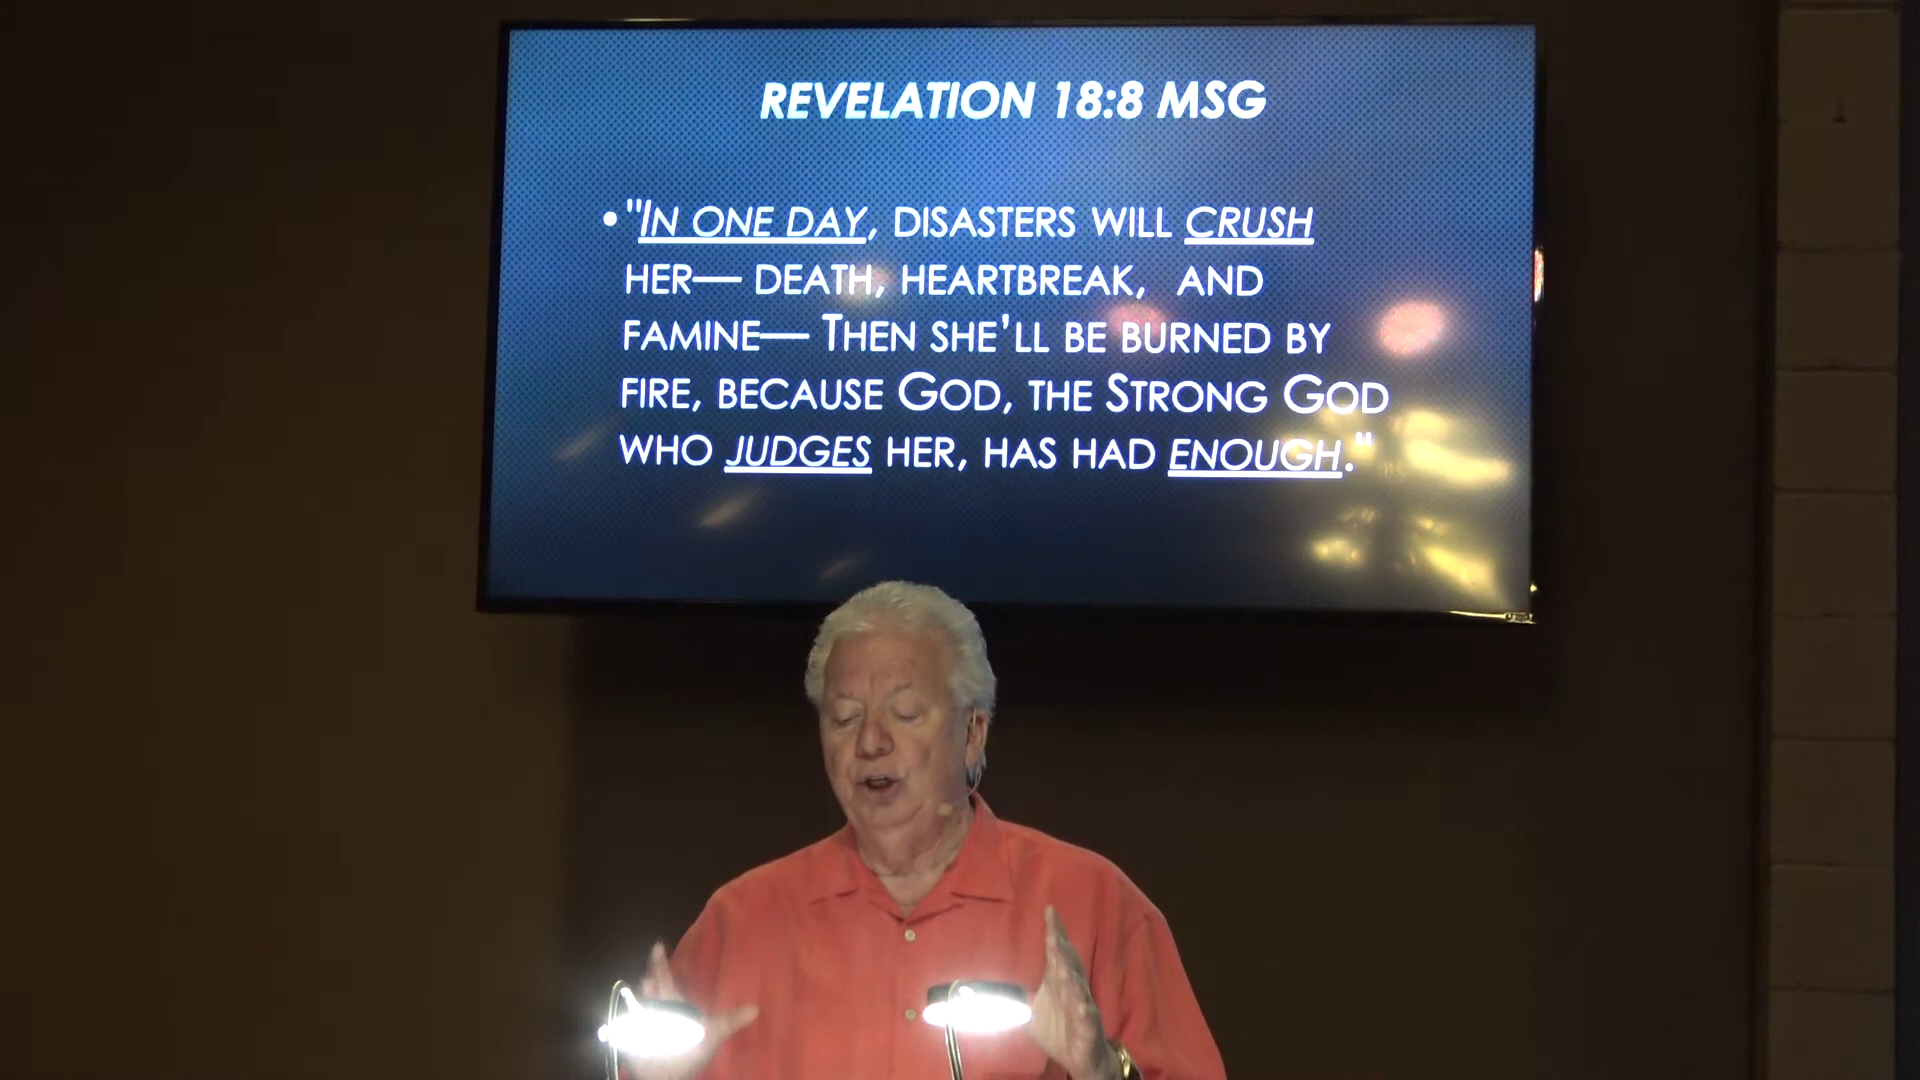 REVELATION 18:8 MSG
• "IN ONE DAY, DISASTERS WILL CRUSH
HER— DEATH, HEARTBREAK, AND
FAMINE— THEN SHE'LL BE BURNED BY
FIRE, BECAUSE GOD, THE STRONG GOD
WHO JUDGES HER, HAS HAD ENOUGH."